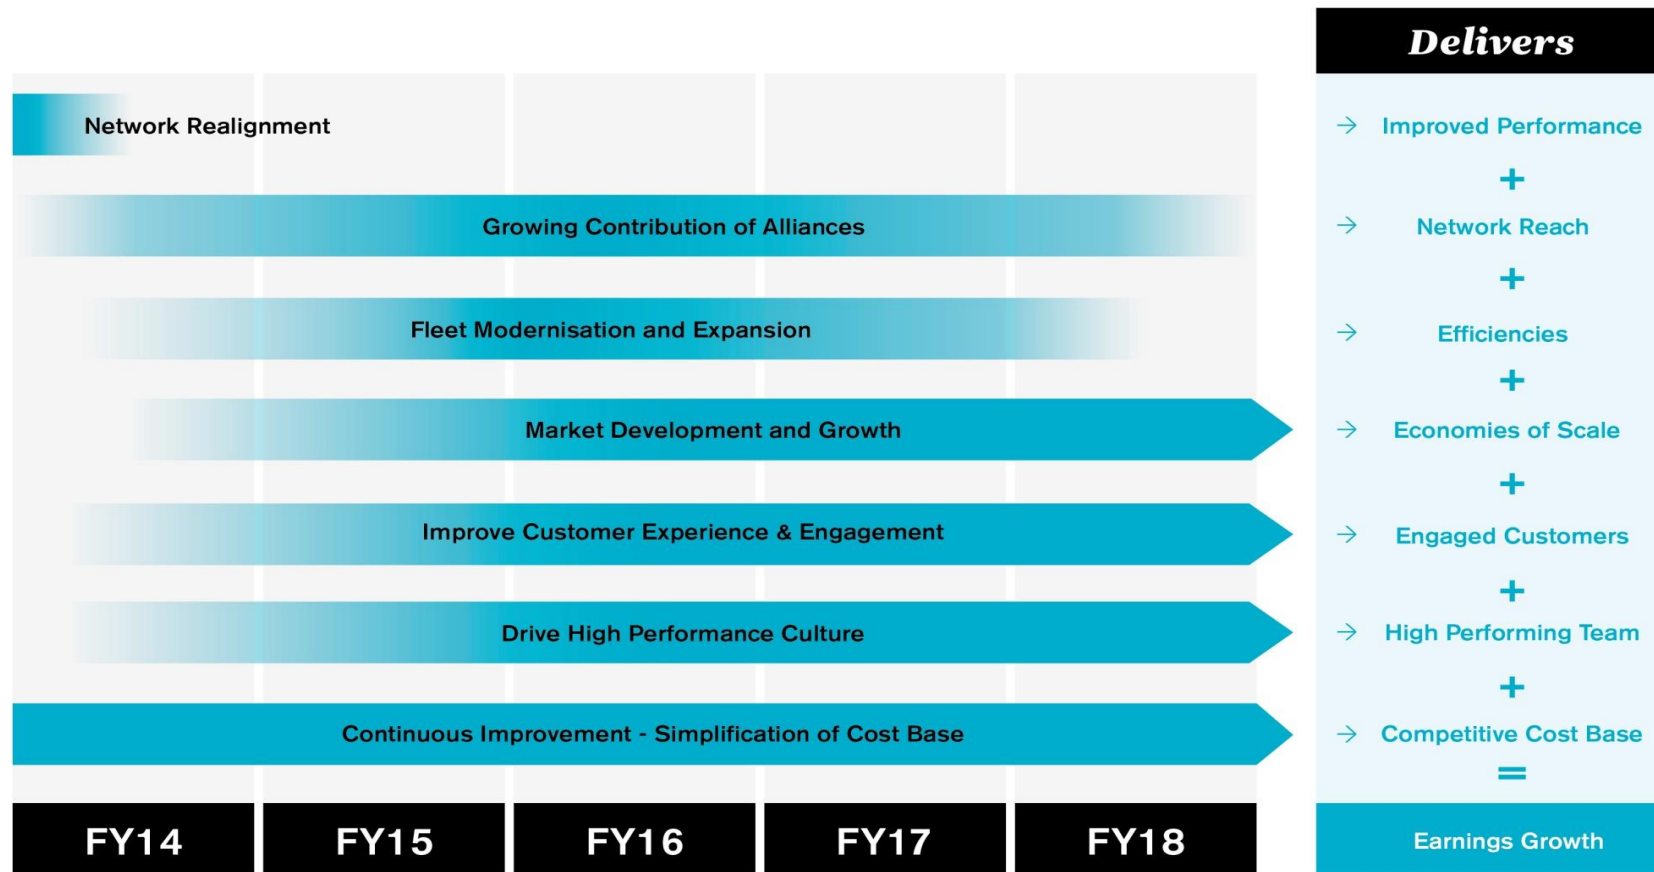 Delivers
Network Realignment
→ Improved Performance
+
Growing Contribution of Alliances
→ Network Reach
+
Fleet Modernisation and Expansion
→ Efficiencies
+
Market Development and Growth
→ Economies of Scale
+
Improve Customer Experience & Engagement
→ Engaged Customers
+
Drive High Performance Culture
→ High Performing Team
+
Continuous Improvement - Simplification of Cost Base
→ Competitive Cost Base
=
FY14
FY15
FY16
FY17
FY18
Earnings Growth